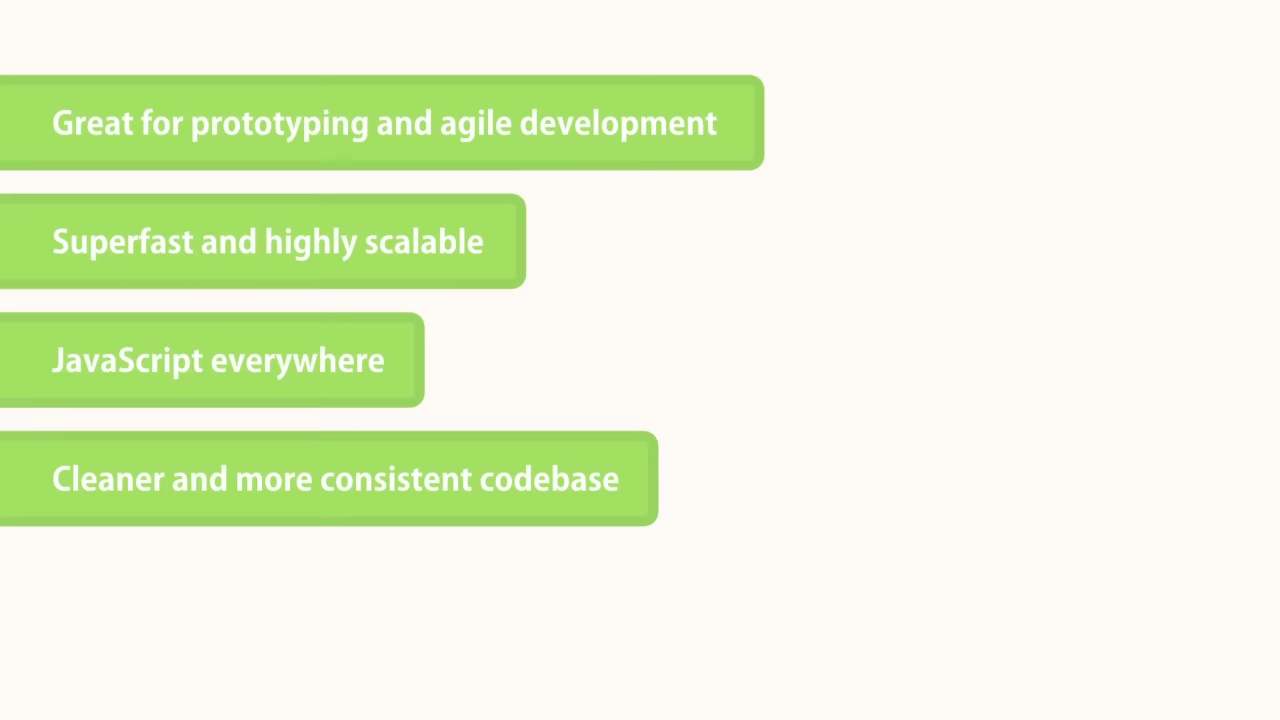 Great for prototyping and agile development
Superfast and highly scalable
JavaScript everywhere
Cleaner and more consistent codebase